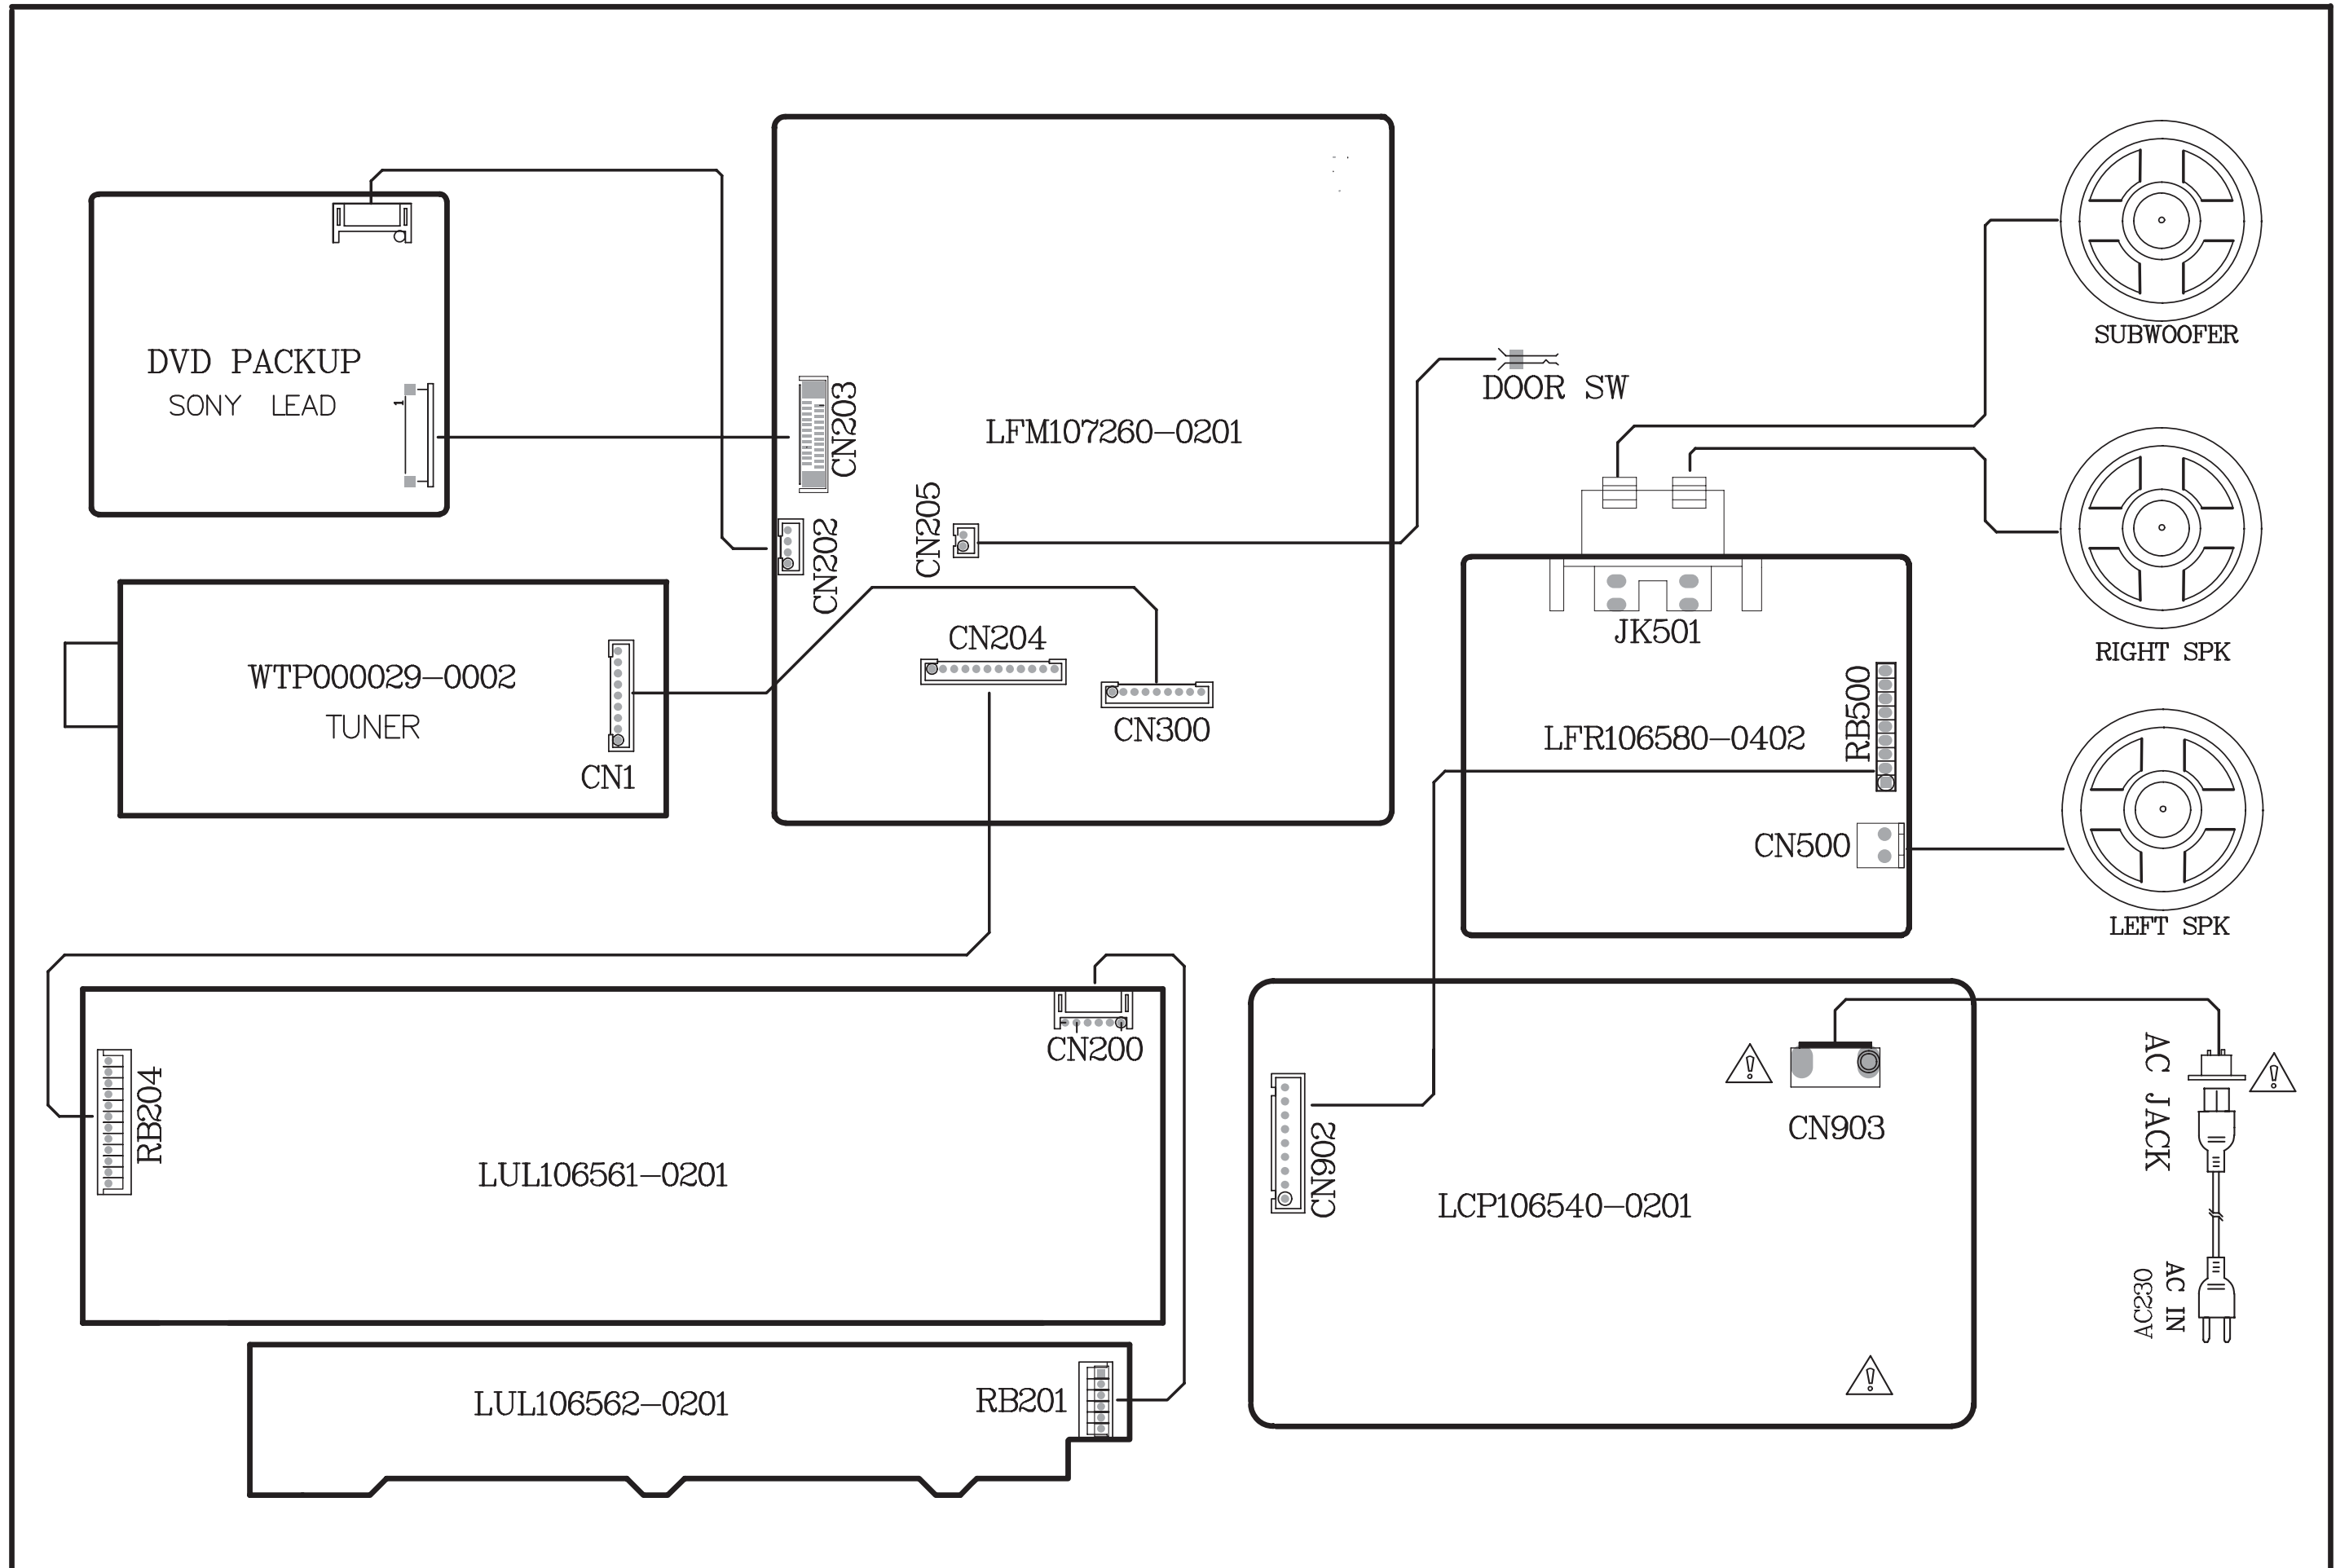 DVD PACKUP
SONY LEAD
1
CN203
LFM107260-0201
CN202
CN205
DOOR SW
SUBWOOFER
WTP000029-0002
TUNER
CN1
CN204
CN300
JK501
RIGHT SPK
LFR106580-0402
RB500
CN500
LEFT SPK
CN200
RB204
LUL106561-0201
CN902
CN903
LCP106540-0201
AC JACK
!
!
AC IN
AC230
LUL106562-0201
RB201
!